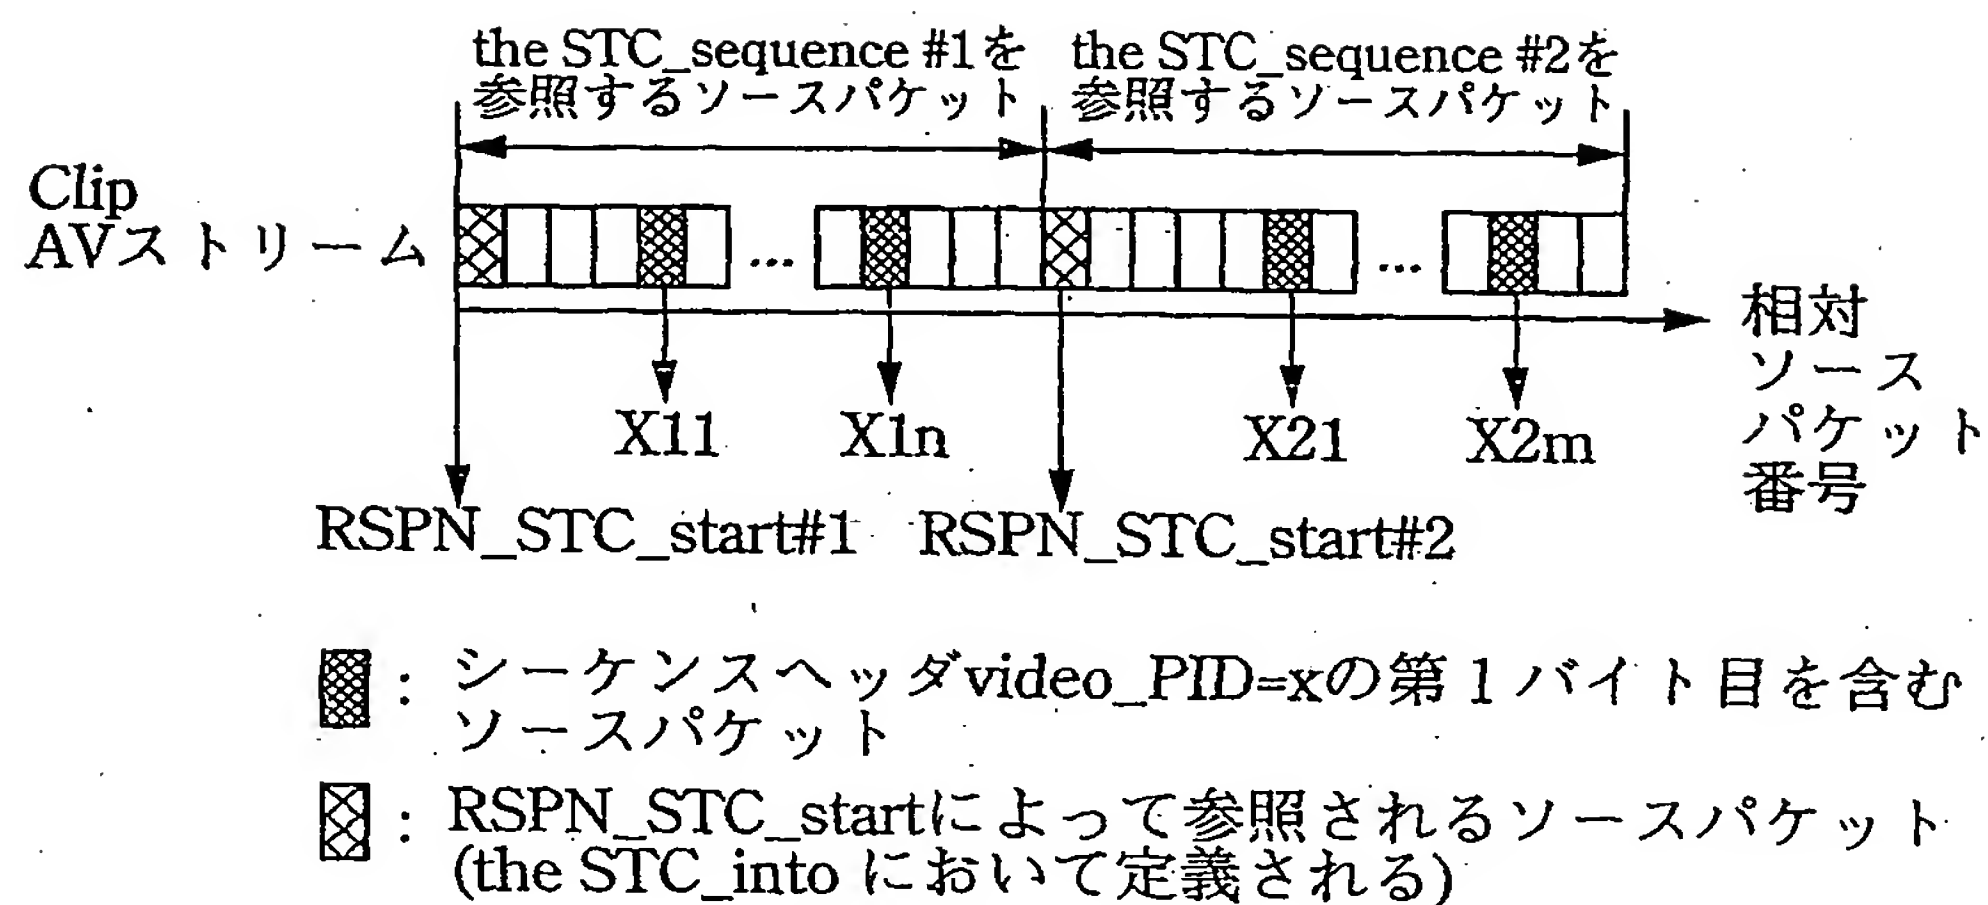 the STC_sequence #1を
参照するソースパケット
the STC_sequence #2を
参照するソースパケット
Clip
AVストリーム
...
...
相対
ソース
パケット
番号
X11
X1n
X21
X2m
RSPN_STC_start#1
RSPN_STC_start#2
: シーケンスヘッダvideo_PID=xの第1バイト目を含む
ソースパケット
: RSPN_STC_startによって参照されるソースパケット
(the STC_into において定義される)